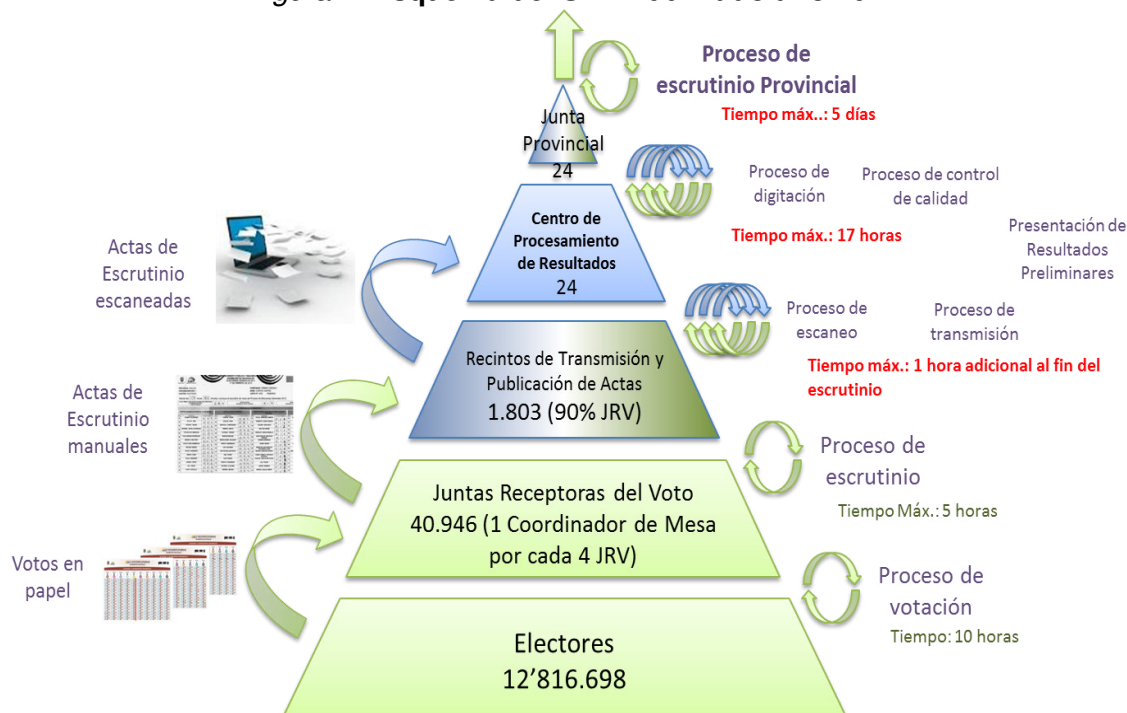 Proceso de
escrutinio Provincial
Tiempo máx..: 5 días
Junta
Provincial
24
Proceso de
digitación
Proceso de control
de calidad
Tiempo máx.: 17 horas
Presentación de
Resultados
Preliminares
Centro de
Procesamiento
de Resultados
24
Actas de
Escrutinio
escaneadas
Proceso de
escaneo
Proceso de
transmisión
Tiempo máx.: 1 hora adicional al fin del
escrutinio
Recintos de Transmisión y
Publicación de Actas
1.803 (90% JRV)
Actas de
Escrutinio
manuales
Proceso de
escrutinio
Tiempo Máx.: 5 horas
Juntas Receptoras del Voto
40.946 (1 Coordinador de Mesa
por cada 4 JRV)
Votos en
papel
Proceso de
votación
Tiempo: 10 horas
Electores
12’816.698